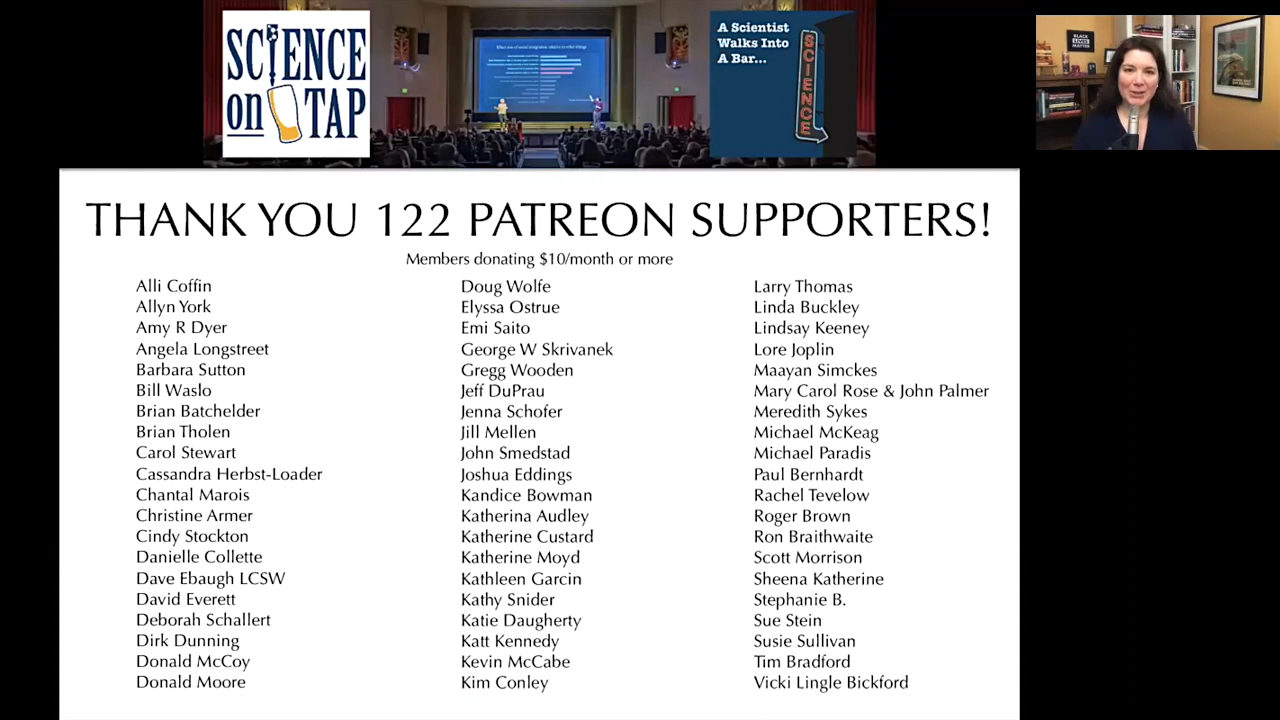 SCIENCE
on TAP
A Scientist
Walks Into
A Bar...
SCIENCE
BLACK
LIVES
MATTER
THANK YOU 122 PATREON SUPPORTERS!
Members donating $10/month or more
Alli Coffin
Allyn York
Amy R Dyer
Angela Longstreet
Barbara Sutton
Bill Waslo
Brian Batchelder
Brian Tholen
Carol Stewart
Cassandra Herbst-Loader
Chantal Marois
Christine Armer
Cindy Stockton
Danielle Collette
Dave Ebaugh LCSW
David Everett
Deborah Schallert
Dirk Dunning
Donald McCoy
Donald Moore
Doug Wolfe
Elyssa Ostrue
Emi Saito
George W Skrivanek
Gregg Wooden
Jeff DuPrau
Jenna Schofer
Jill Mellen
John Smedstad
Joshua Eddings
Kandice Bowman
Katherina Audley
Katherine Custard
Katherine Moyd
Kathleen Garcin
Kathy Snider
Katie Daugherty
Katt Kennedy
Kevin McCabe
Kim Conley
Larry Thomas
Linda Buckley
Lindsay Keeney
Lore Joplin
Maayan Simckes
Mary Carol Rose & John Palmer
Meredith Sykes
Michael McKeag
Michael Paradis
Paul Bernhardt
Rachel Tevelow
Roger Brown
Ron Braithwaite
Scott Morrison
Sheena Katherine
Stephanie B.
Sue Stein
Susie Sullivan
Tim Bradford
Vicki Lingle Bickford